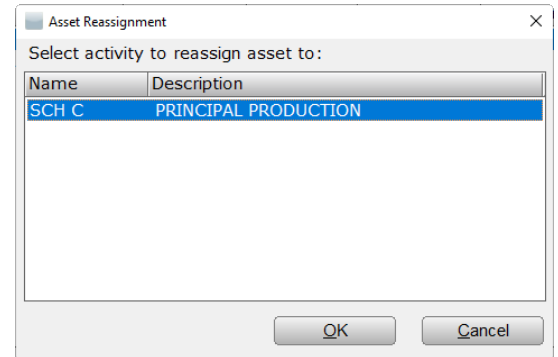 Asset Reassignment
Select activity to reassign asset to:
Name Description
SCH C PRINCIPAL PRODUCTION
OK Cancel